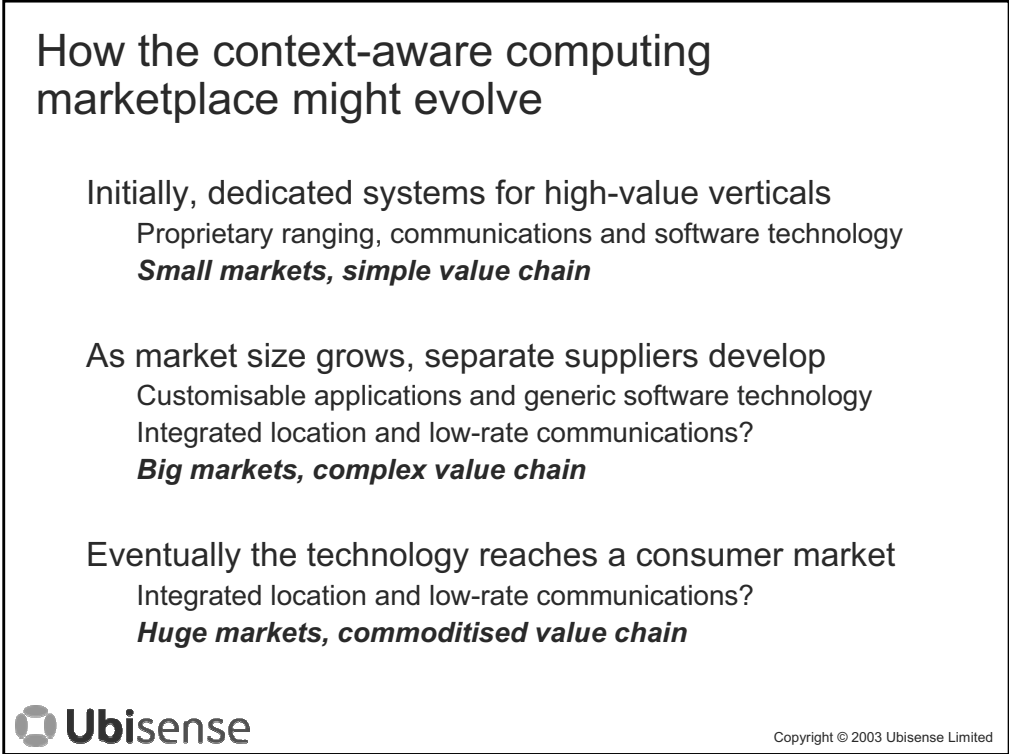 How the context-aware computing
marketplace might evolve
Initially, dedicated systems for high-value verticals
Proprietary ranging, communications and software technology
Small markets, simple value chain
As market size grows, separate suppliers develop
Customisable applications and generic software technology
Integrated location and low-rate communications?
Big markets, complex value chain
Eventually the technology reaches a consumer market
Integrated location and low-rate communications?
Huge markets, commoditised value chain
Ubisense
Copyright © 2003 Ubisense Limited